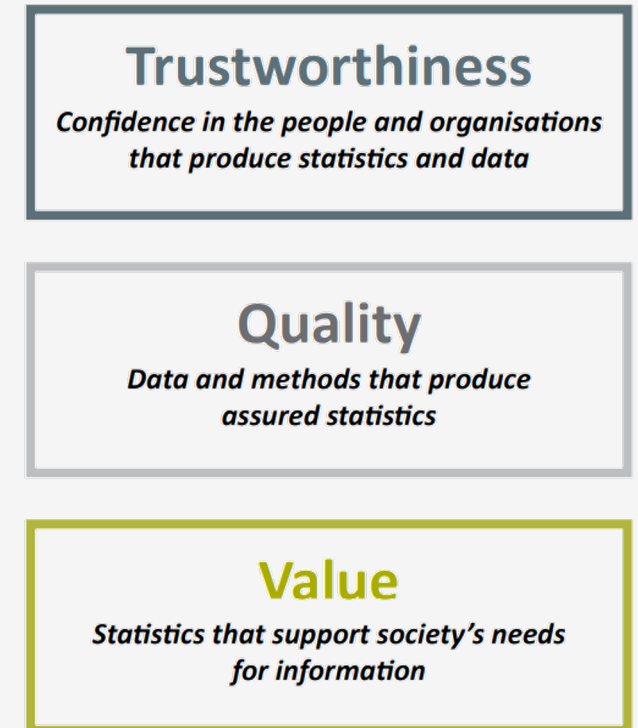 Trustworthiness
Confidence in the people and organisations
that produce statistics and data
Quality
Data and methods that produce
assured statistics
Value
Statistics that support society’s needs
for information